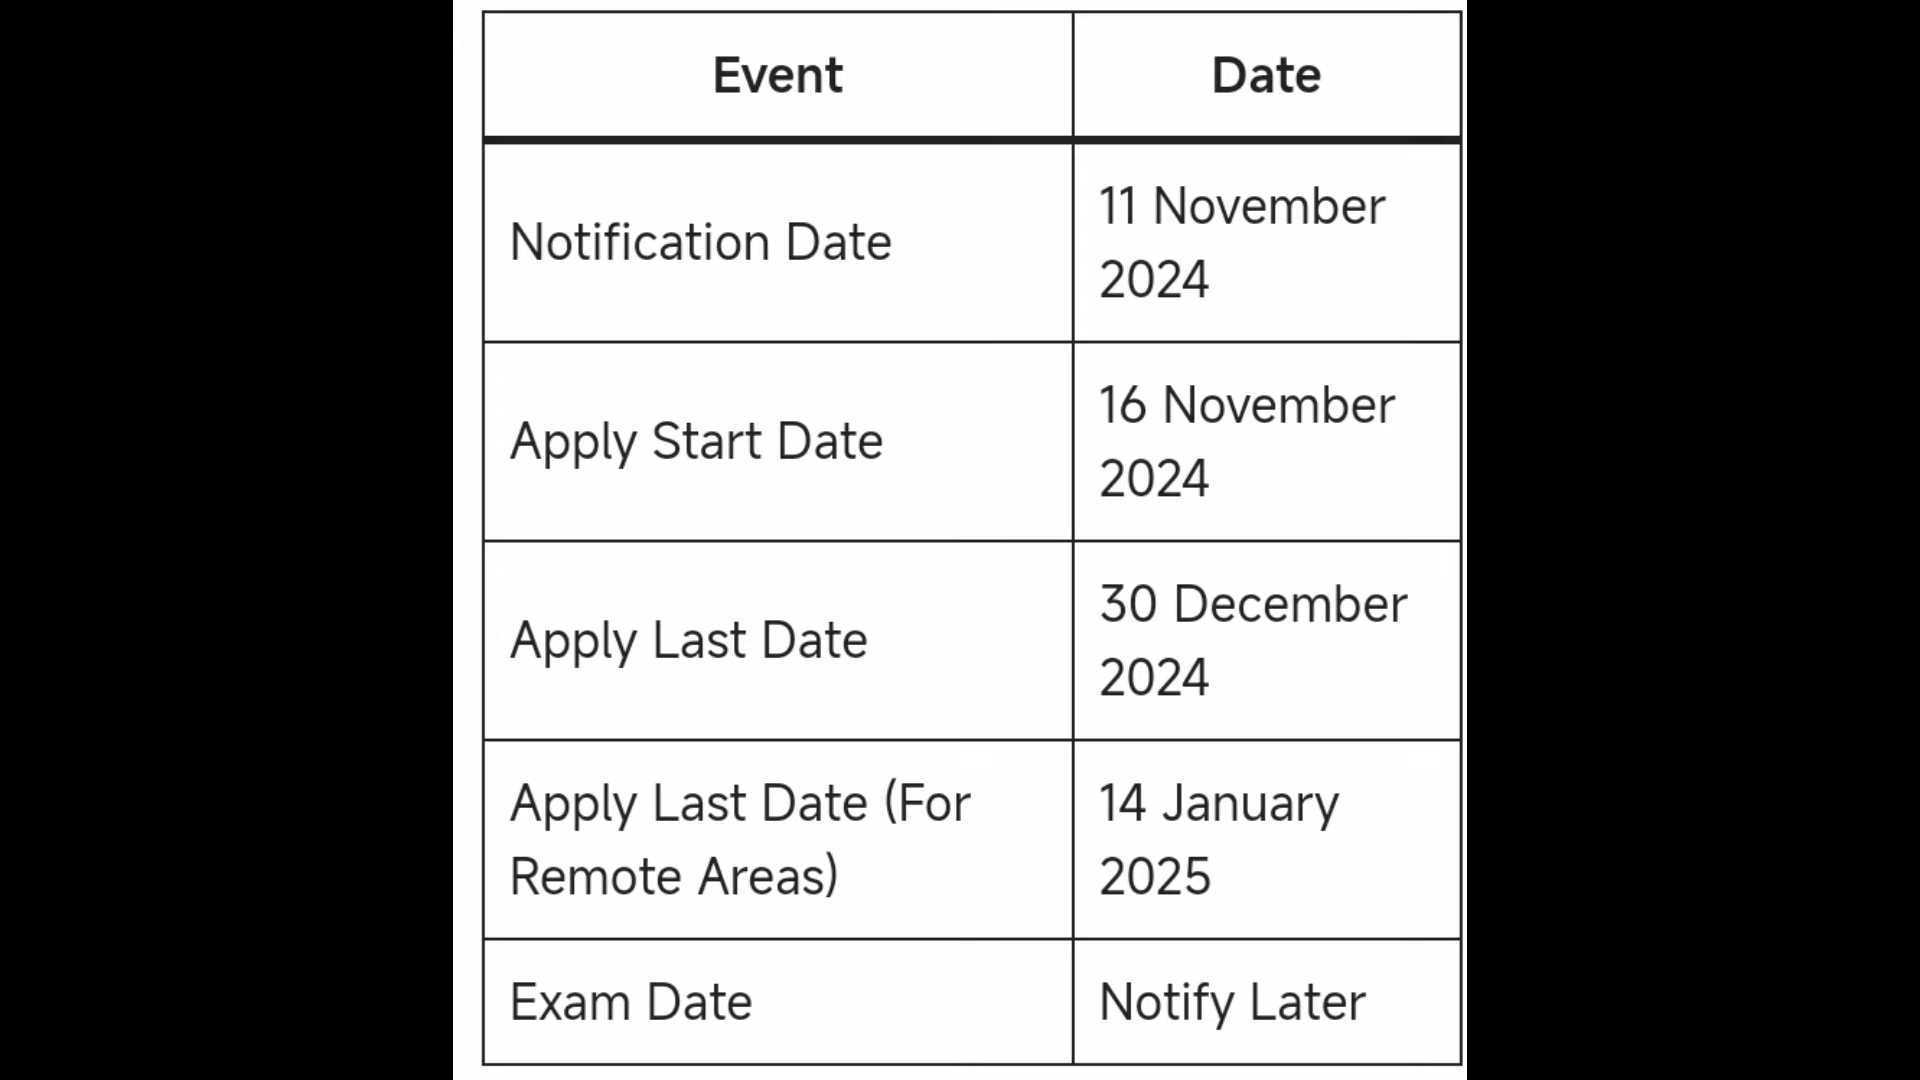 Event Date
Notification Date
11 November
2024
Apply Start Date
16 November
2024
Apply Last Date
30 December
2024
Apply Last Date (For
Remote Areas)
14 January
2025
Exam Date
Notify Later